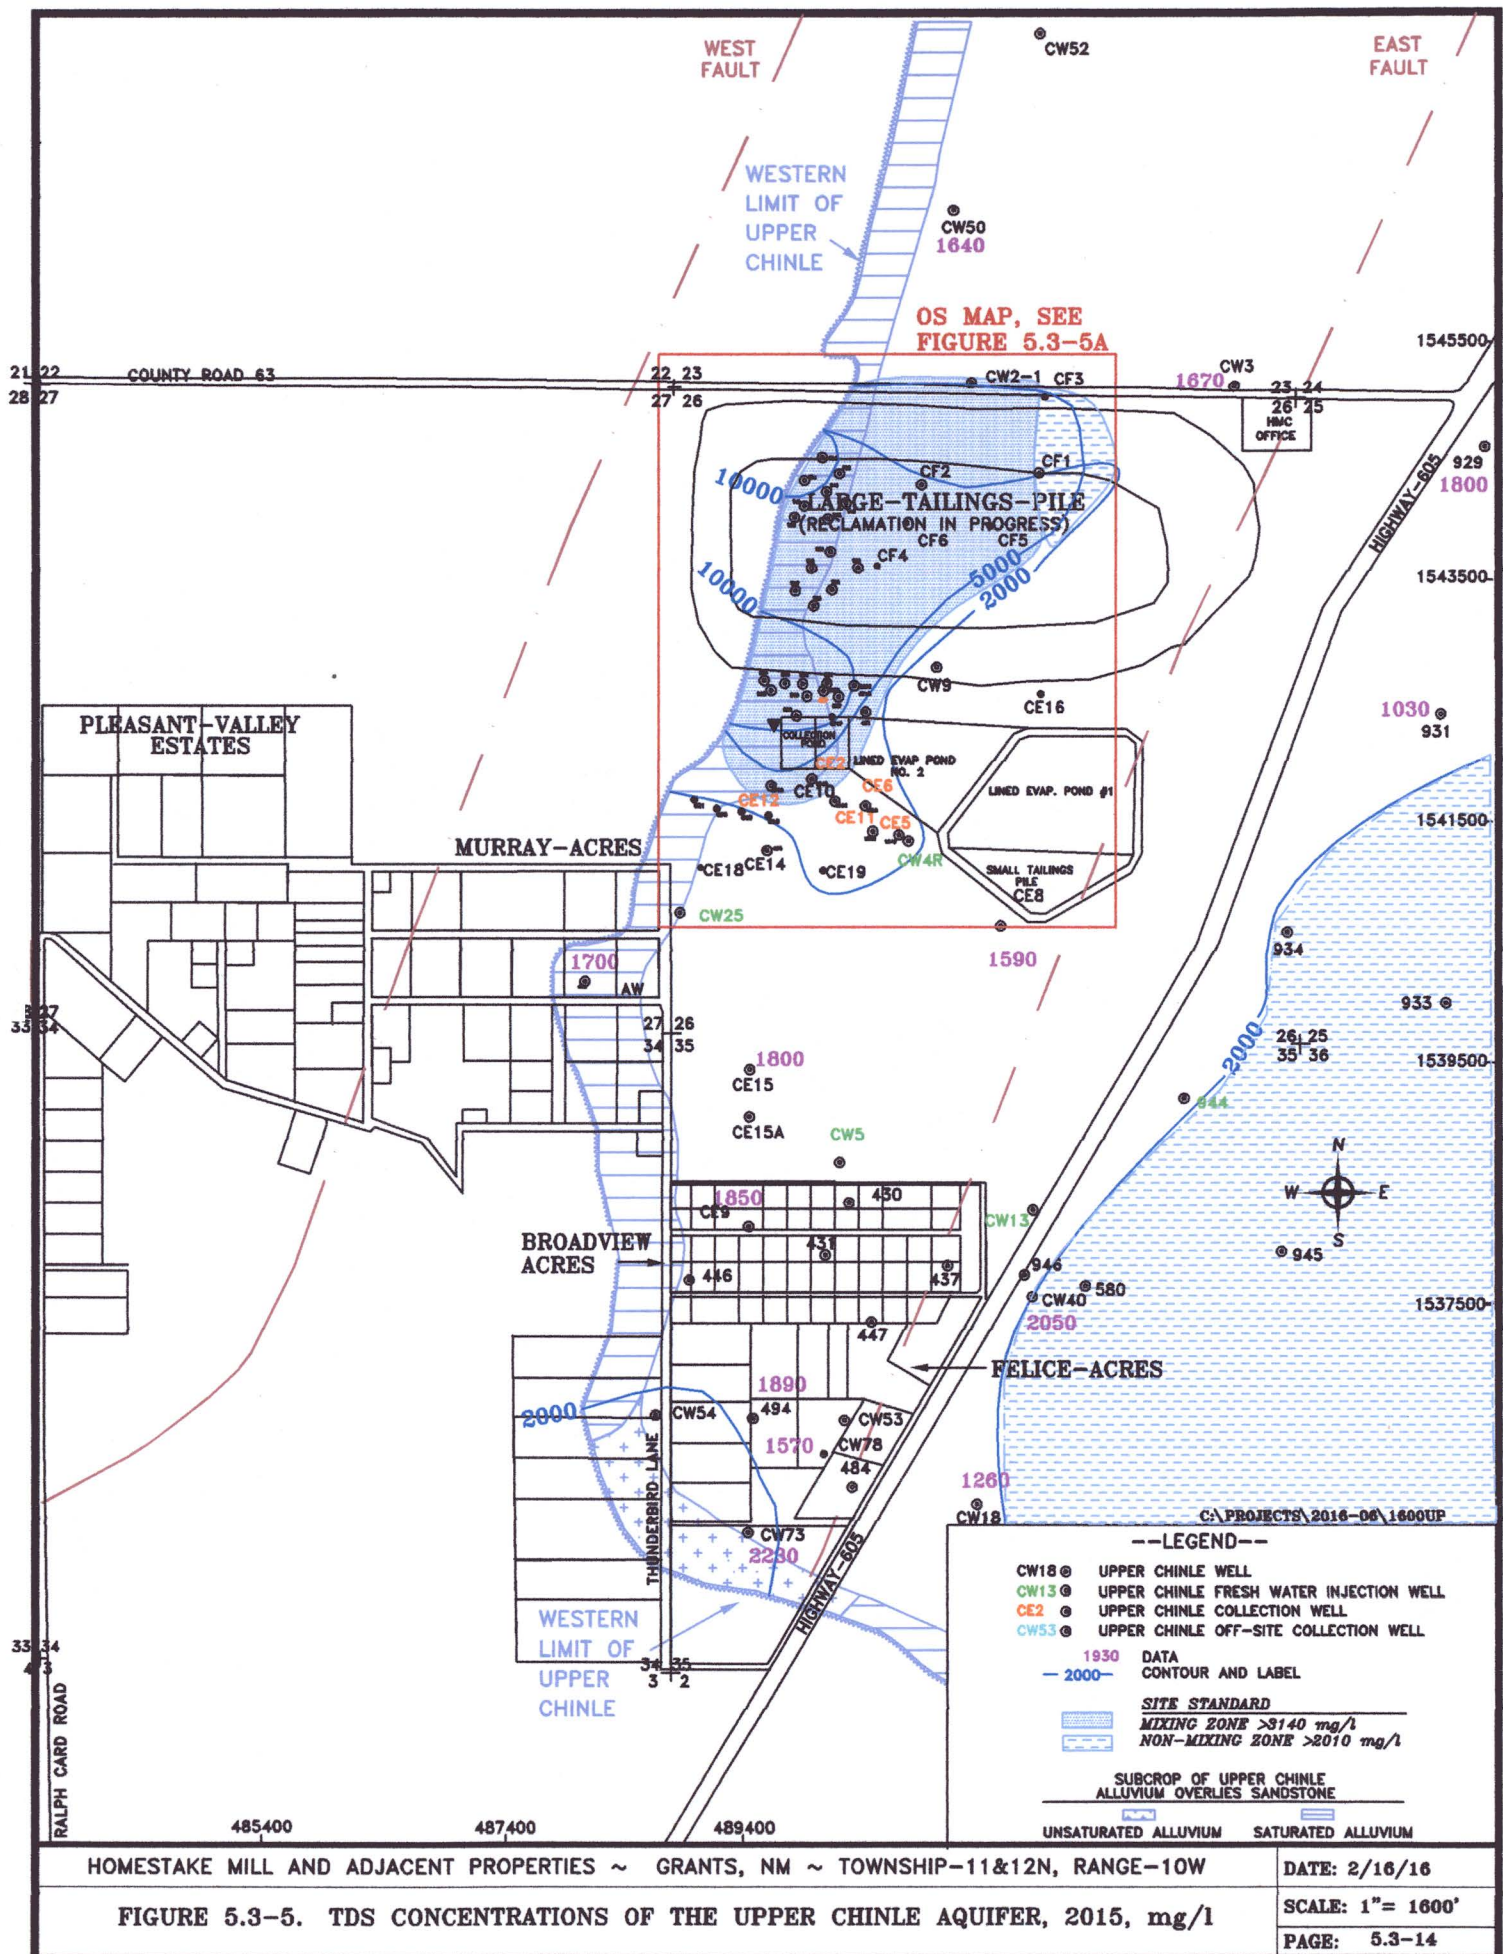 WEST
FAULT
EAST
FAULT
CW52
WESTERN
LIMIT OF
UPPER
CHINLE
CW50
1640
OS MAP, SEE
FIGURE 5.3-5A
1545500
21 22
28 27
COUNTY ROAD 63
22 23
27 26
CW2-1
CF3
1670
CW3
23 24
26 25
HMC
OFFICE
929
1800
HIGHWAY-605
10000
CF2
CF1
LARGE-TAILINGS-PILE
(RECLAMATION IN PROGRESS)
CF6
CF5
CF4
10000
5000
2000
1543500
CW9
CE16
1030
931
PLEASANT-VALLEY
ESTATES
COLLECTION
POND
CE2
LINED EVAP POND
NO. 2
LINED EVAP. POND #1
CE10
CE6
CE12
CE11
CE5
1541500
MURRAY-ACRES
CE18
CE14
CE19
CW4R
SMALL TAILINGS
PILE
CE8
CW25
934
1700
AW
1590
933
33 34
27 26
34 35
2000
26 25
35 36
1539500
1800
CE15
944
CE15A
CW5
N
W
E
S
1850
CE9
430
CW13
BROADVIEW
ACRES
431
446
437
946
945
580
CW40
2050
1537500
447
FELICE-ACRES
1890
2000
CW54
494
CW53
1570
CW78
484
THUNDERBIRD LANE
1260
CW18
CW73
2230
HIGHWAY-605
C:\PROJECTS\2016-06\1600UP
WESTERN
LIMIT OF
UPPER
CHINLE
33 34
4 3
34 35
3 2
RALPH CARD ROAD
485400
487400
489400
--LEGEND--
CW18 UPPER CHINLE WELL
CW13 UPPER CHINLE FRESH WATER INJECTION WELL
CE2 UPPER CHINLE COLLECTION WELL
CW53 UPPER CHINLE OFF-SITE COLLECTION WELL
1930 DATA
2000 CONTOUR AND LABEL
SITE STANDARD
MIXING ZONE >3140 mg/l
NON-MIXING ZONE >2010 mg/l
SUBCROP OF UPPER CHINLE
ALLUVIUM OVERLIES SANDSTONE
UNSATURATED ALLUVIUM
SATURATED ALLUVIUM
HOMESTAKE MILL AND ADJACENT PROPERTIES ~ GRANTS, NM ~ TOWNSHIP-11&12N, RANGE-10W
DATE: 2/16/16
FIGURE 5.3-5. TDS CONCENTRATIONS OF THE UPPER CHINLE AQUIFER, 2015, mg/l
SCALE: 1"= 1600'
PAGE: 5.3-14